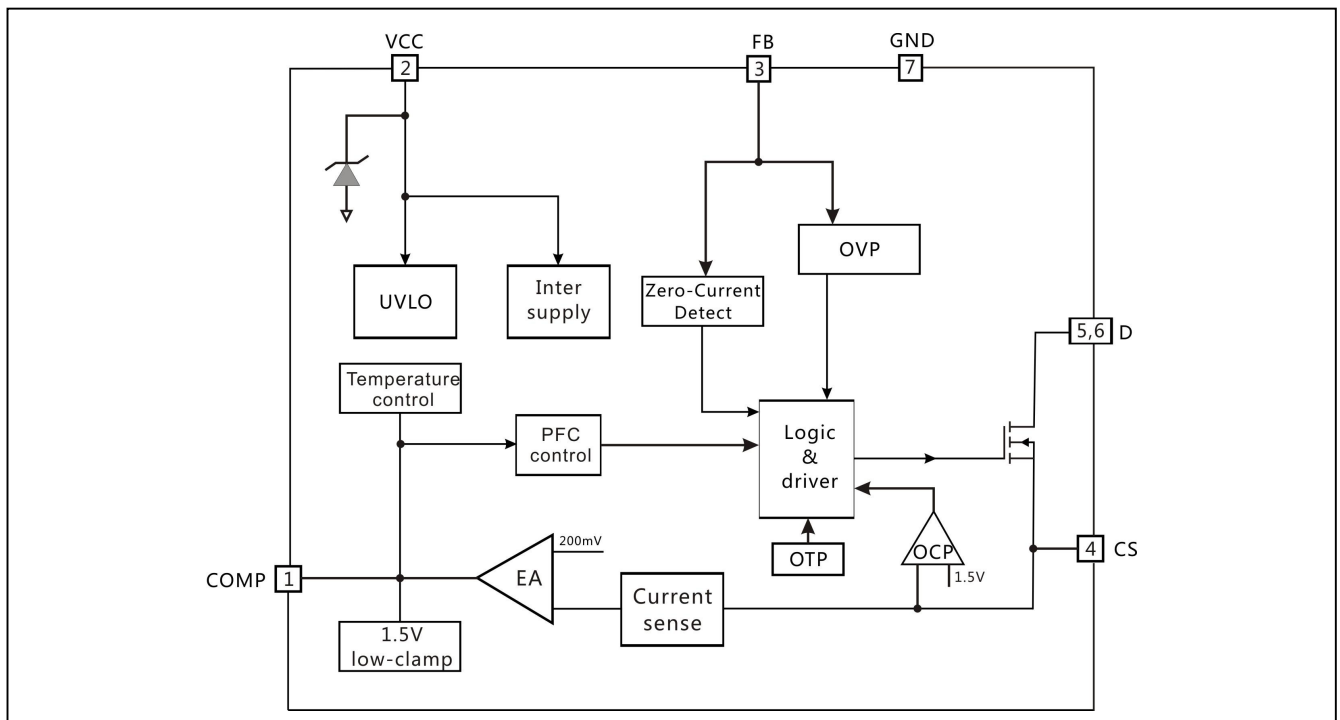 VCC
FB
GND
2
3
7
OVP
UVLO
Inter
supply
Zero-Current
Detect
5,6
D
Temperature
control
PFC
control
Logic
&
driver
200mV
OCP
4
CS
OTP
COMP
1
EA
1.5V
Current
sense
1.5V
low-clamp